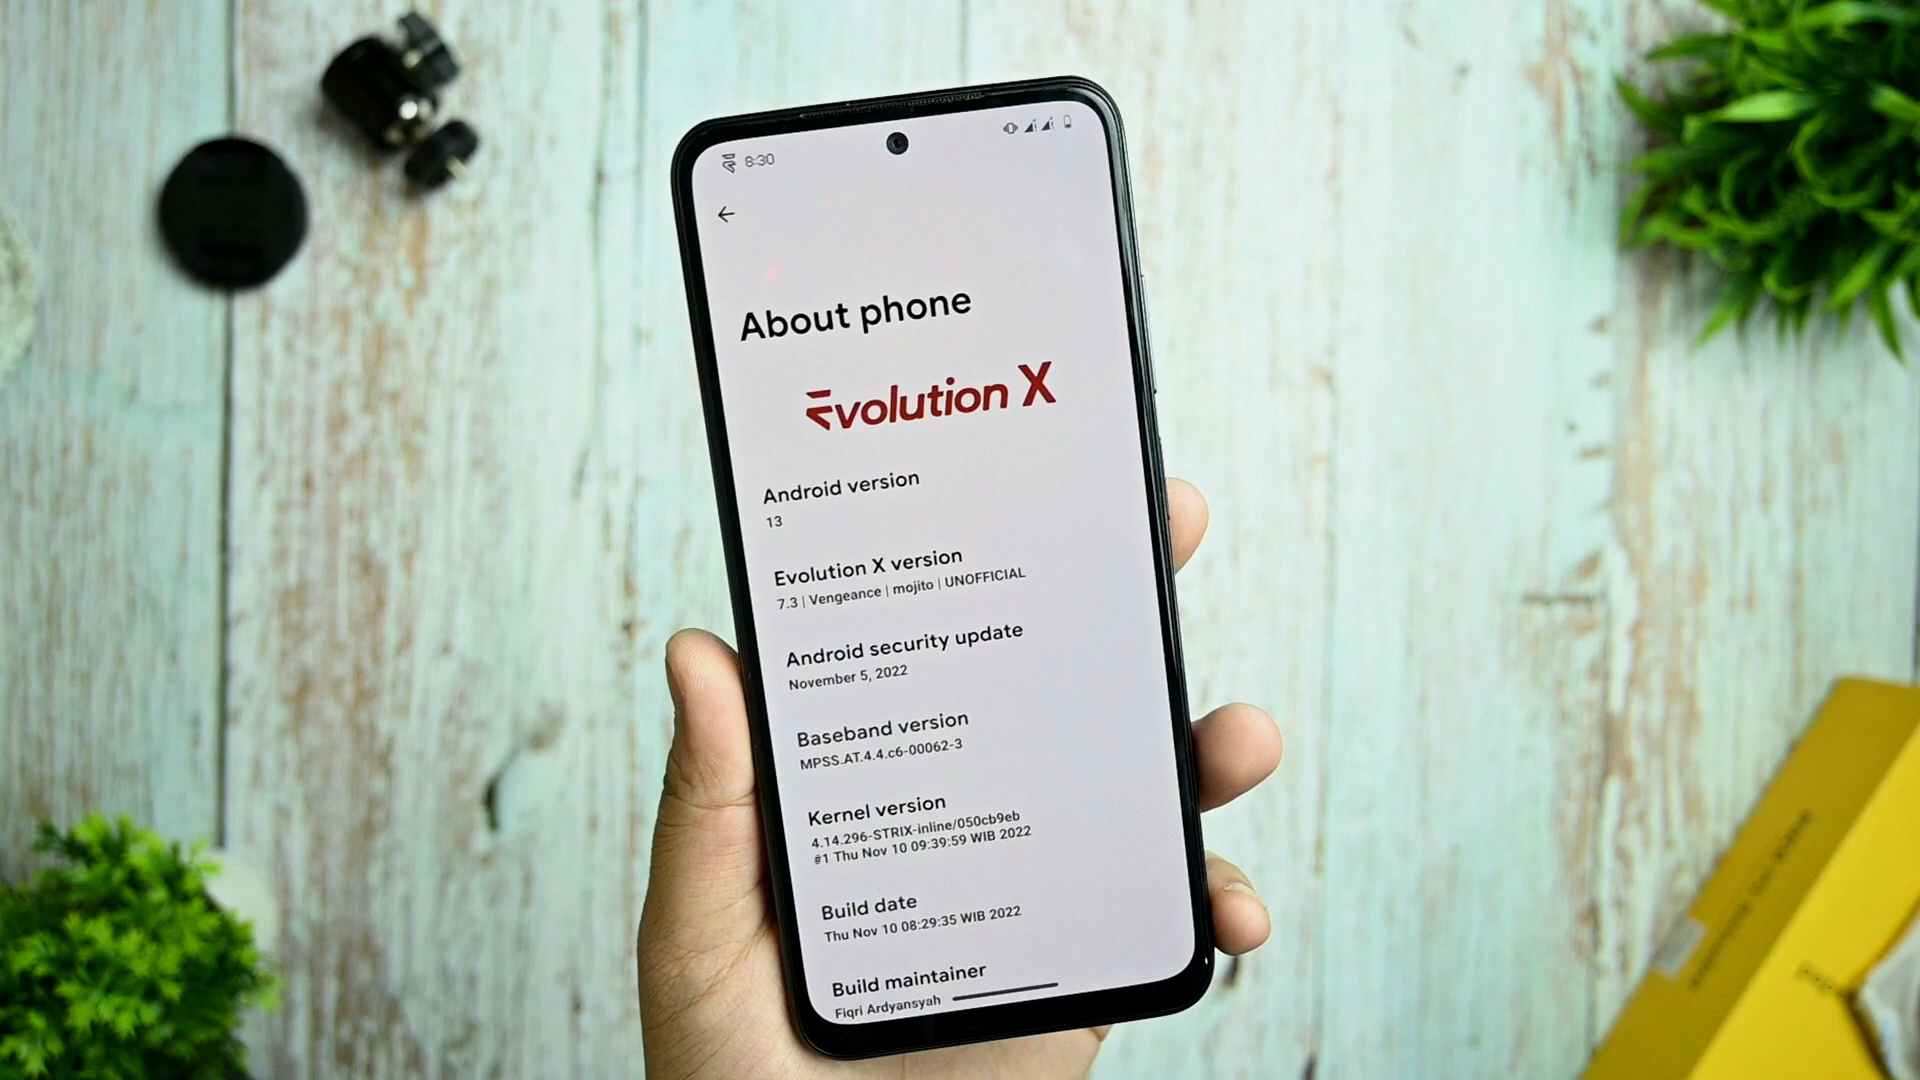 8:30
About phone
Evolution X
Android version
13
Evolution X version
7.3 | Vengeance | mojito | UNOFFICIAL
Android security update
November 5, 2022
Baseband version
MPSS.AT.4.4.c6-00062-3
Kernel version
4.14.296-STRIX-inline/050cb9eb
#1 Thu Nov 10 09:39:59 WIB 2022
Build date
Thu Nov 10 08:29:35 WIB 2022
Build maintainer
Fiqri Ardyansyah